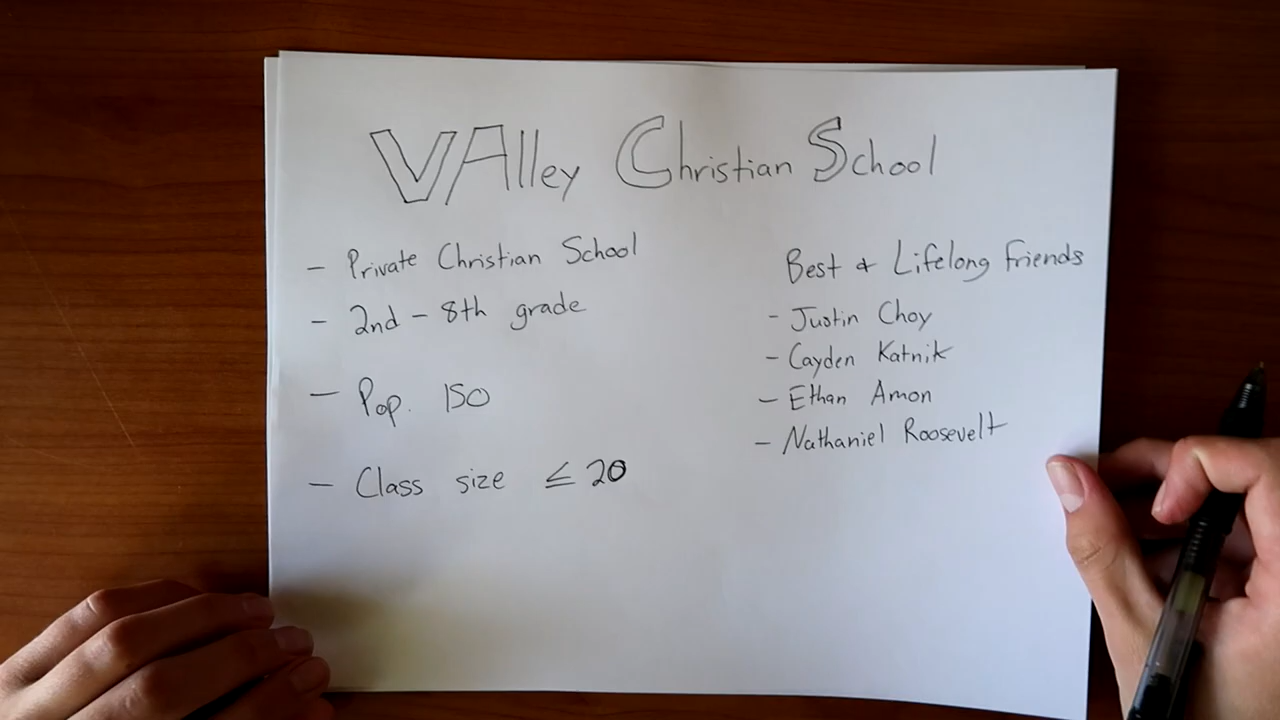 VAlley Christian School
- Private Christian School
- 2nd - 8th grade
- Pop. 150
- Class size ≤ 20
Best & Lifelong Friends
- Justin Choy
- Cayden Katnik
- Ethan Amon
- Nathaniel Roosevelt